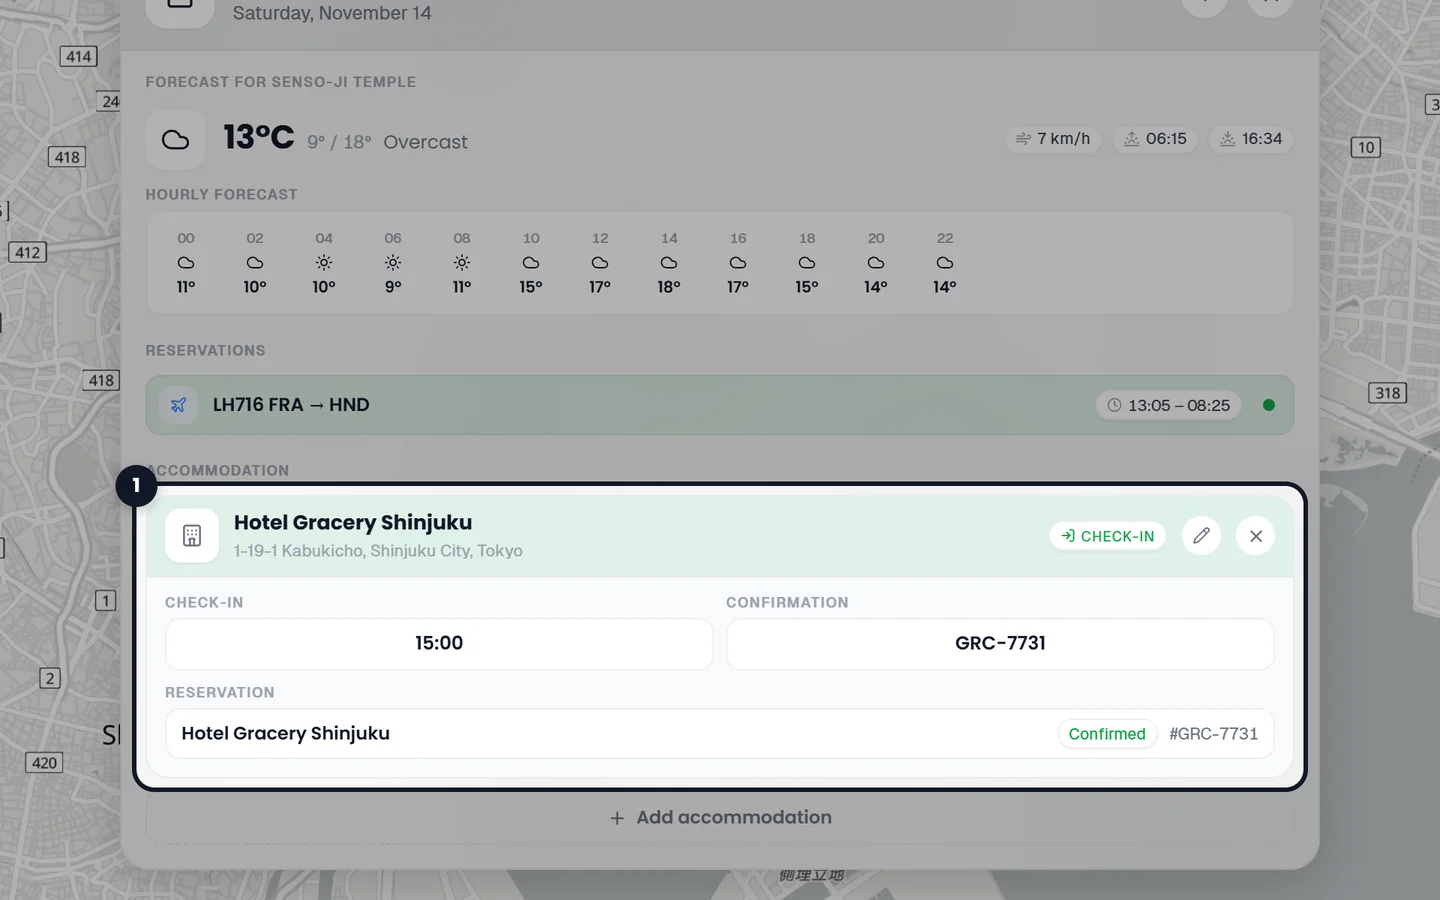 Saturday, November 14
FORECAST FOR SENSO-JI TEMPLE
13°C 9° / 18° Overcast
7 km/h 06:15 16:34
HOURLY FORECAST
00 02 04 06 08 10 12 14 16 18 20 22
11° 10° 10° 9° 11° 15° 17° 18° 17° 15° 14° 14°
RESERVATIONS
LH716 FRA → HND 13:05 – 08:25
ACCOMMODATION
1
Hotel Gracery Shinjuku
1-19-1 Kabukicho, Shinjuku City, Tokyo
CHECK-IN
CHECK-IN CONFIRMATION
15:00 GRC-7731
RESERVATION
Hotel Gracery Shinjuku Confirmed #GRC-7731
+ Add accommodation
414
418
412
418
1
2
420
10
318
側埋立地